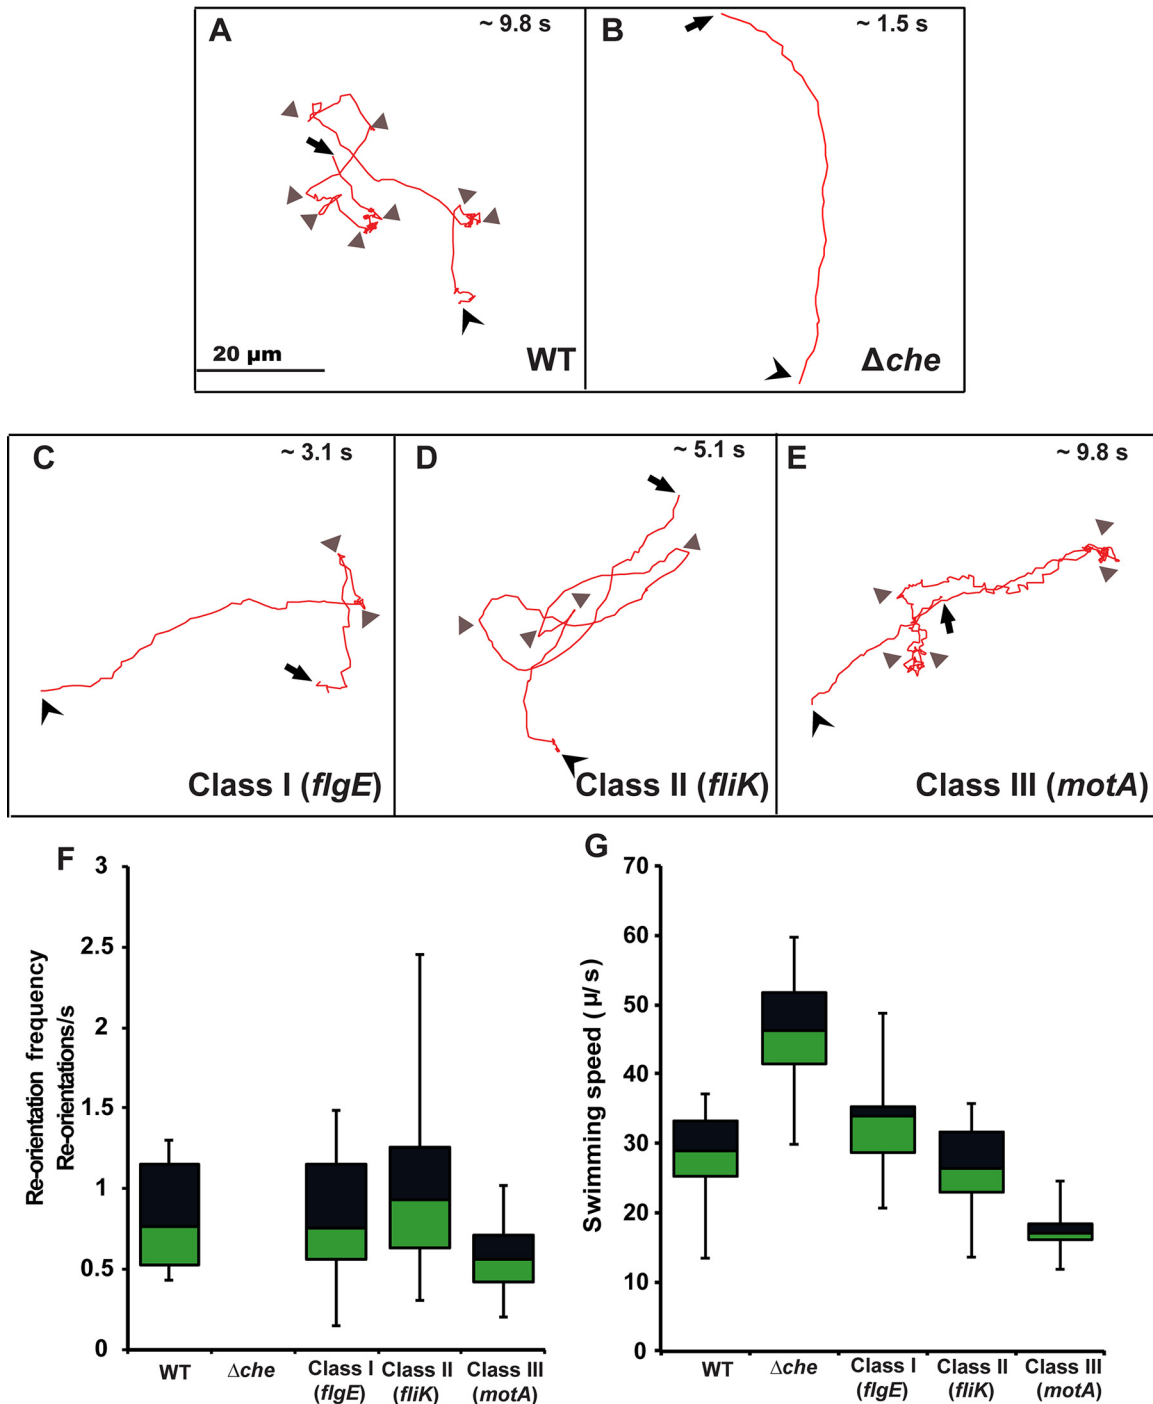 A
~ 9.8 s
B
~ 1.5 s
20 µm
WT
Δche
C
~ 3.1 s
D
~ 5.1 s
E
~ 9.8 s
Class I (flgE)
Class II (fliK)
Class III (motA)
F
Re-orientation frequency
Re-orientations/s
3
2.5
2
1.5
1
0.5
0
WT
Δche
Class I
(flgE)
Class II
(fliK)
Class III
(motA)
G
Swimming speed (µ/s)
70
60
50
40
30
20
10
0
WT
Δche
Class I
(flgE)
Class II
(fliK)
Class III
(motA)